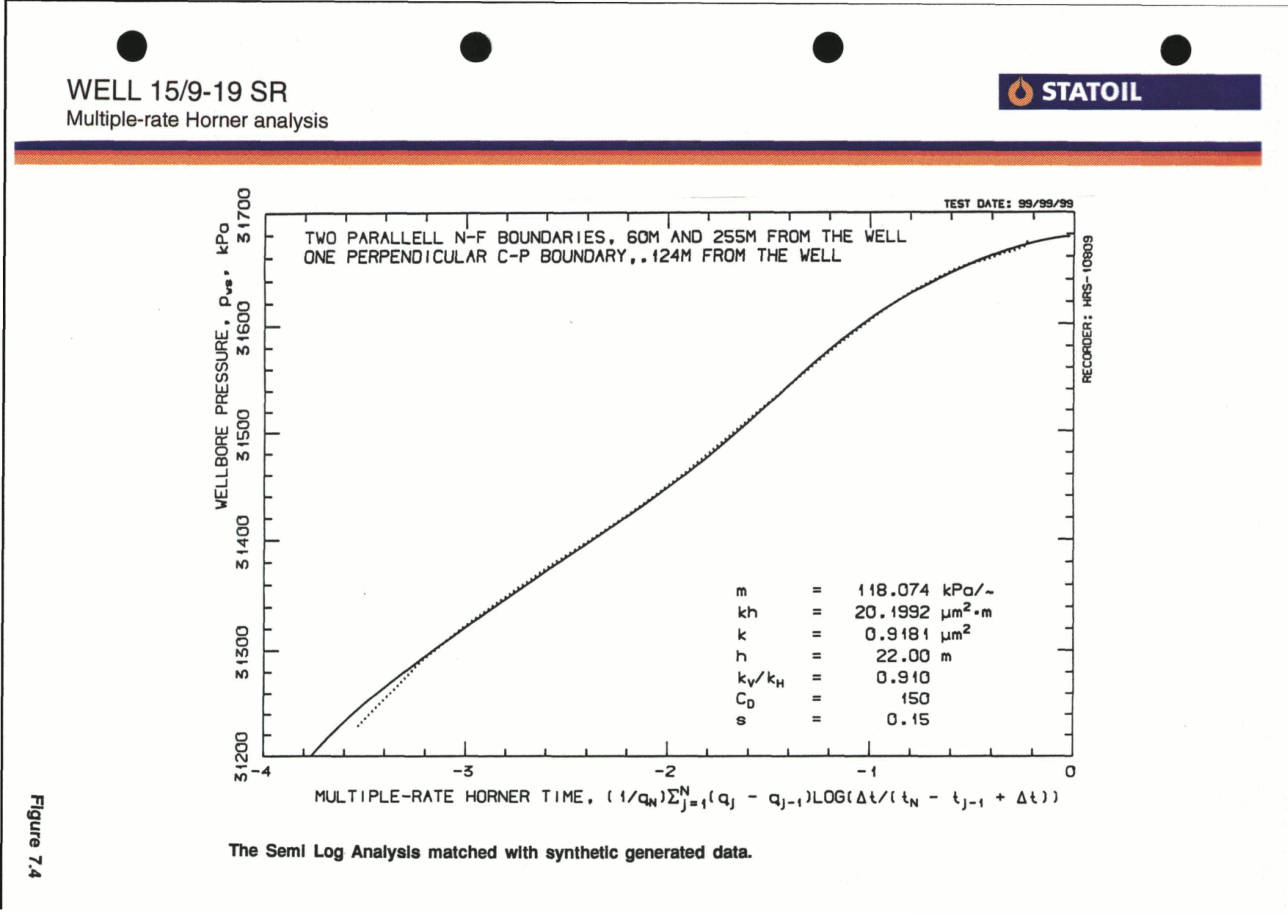 WELL 15/9-19 SR
Multiple-rate Horner analysis
STATOIL
TEST DATE: 99/99/99
TWO PARALLELL N-F BOUNDARIES, 60M AND 255M FROM THE WELL
ONE PERPENDICULAR C-P BOUNDARY,.124M FROM THE WELL
RECORDER: HRS-10809
WELLBORE PRESSURE, pws, kPa
31700
31600
31500
31400
31300
31200
m = 118.074 kPa/~
kh = 20.1992 μm²·m
k = 0.9181 μm²
h = 22.00 m
kV/kH = 0.910
CD = 150
s = 0.15
-4 -3 -2 -1 0
MULTIPLE-RATE HORNER TIME, (1/qN)Σᴺj=1(qj - qj-1)LOG(Δt/(tN - tj-1 + Δt))
The Semi Log Analysis matched with synthetic generated data.
Figure 7.4